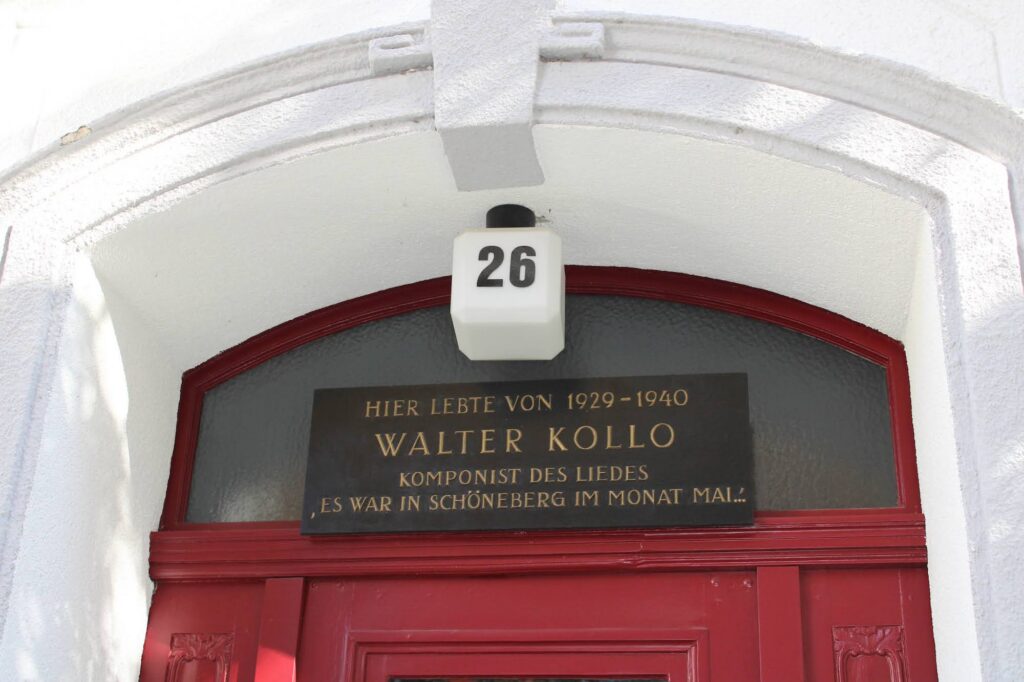 26
HIER LEBTE VON 1929-1940
WALTER KOLLO
KOMPONIST DES LIEDES
„ES WAR IN SCHÖNEBERG IM MONAT MAI..."